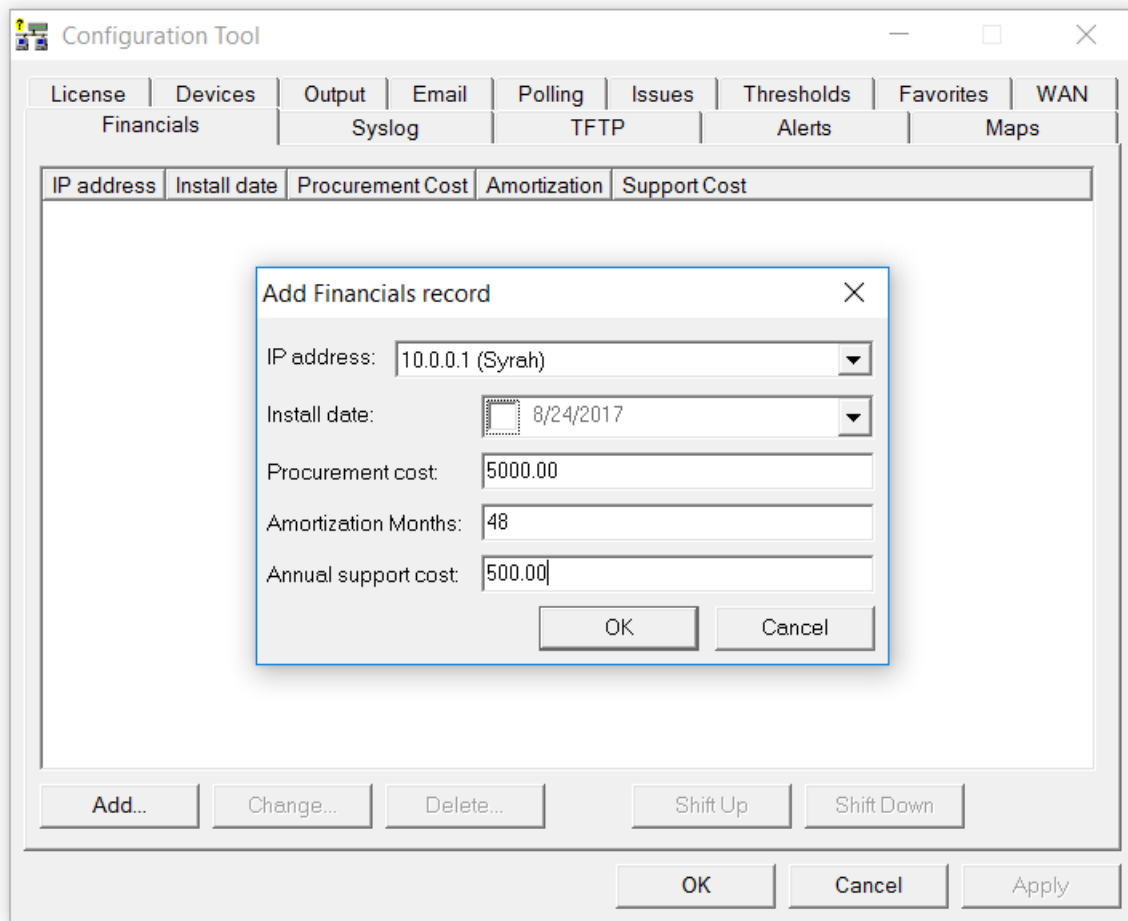 Configuration Tool
License Devices Output Email Polling Issues Thresholds Favorites WAN
Financials Syslog TFTP Alerts Maps
IP address Install date Procurement Cost Amortization Support Cost
Add Financials record
IP address: 10.0.0.1 (Syrah)
Install date: 8/24/2017
Procurement cost: 5000.00
Amortization Months: 48
Annual support cost: 500.00
OK Cancel
Add... Change... Delete... Shift Up Shift Down
OK Cancel Apply